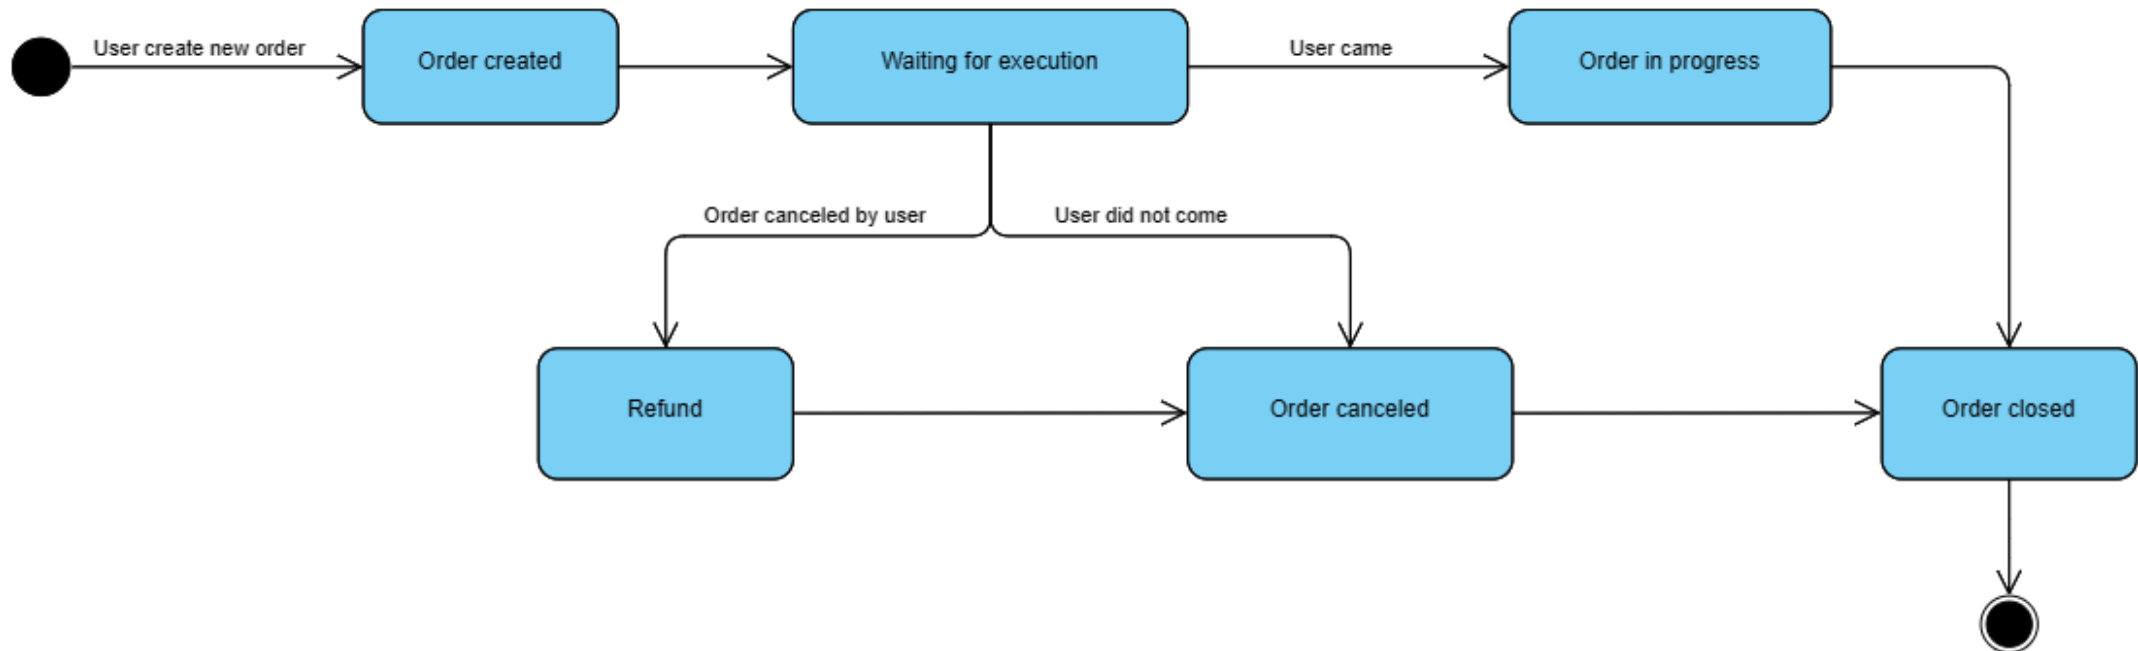 User create new order
Order created
Waiting for execution
User came
Order in progress
Order canceled by user
User did not come
Refund
Order canceled
Order closed